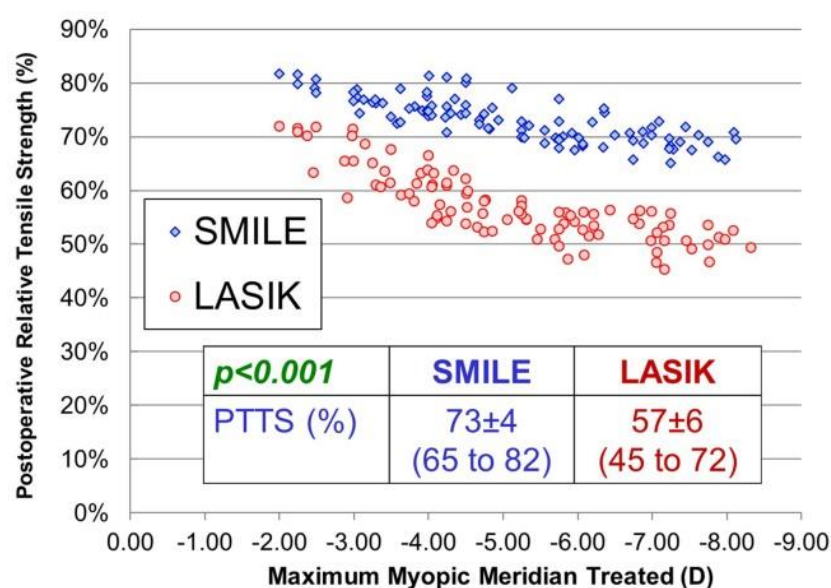 Postoperative Relative Tensile Strength (%)
90%
80%
70%
60%
50%
40%
30%
20%
10%
0%
SMILE
LASIK
p<0.001 SMILE LASIK
PTTS (%) 73±4 57±6
(65 to 82) (45 to 72)
0.00 -1.00 -2.00 -3.00 -4.00 -5.00 -6.00 -7.00 -8.00 -9.00
Maximum Myopic Meridian Treated (D)